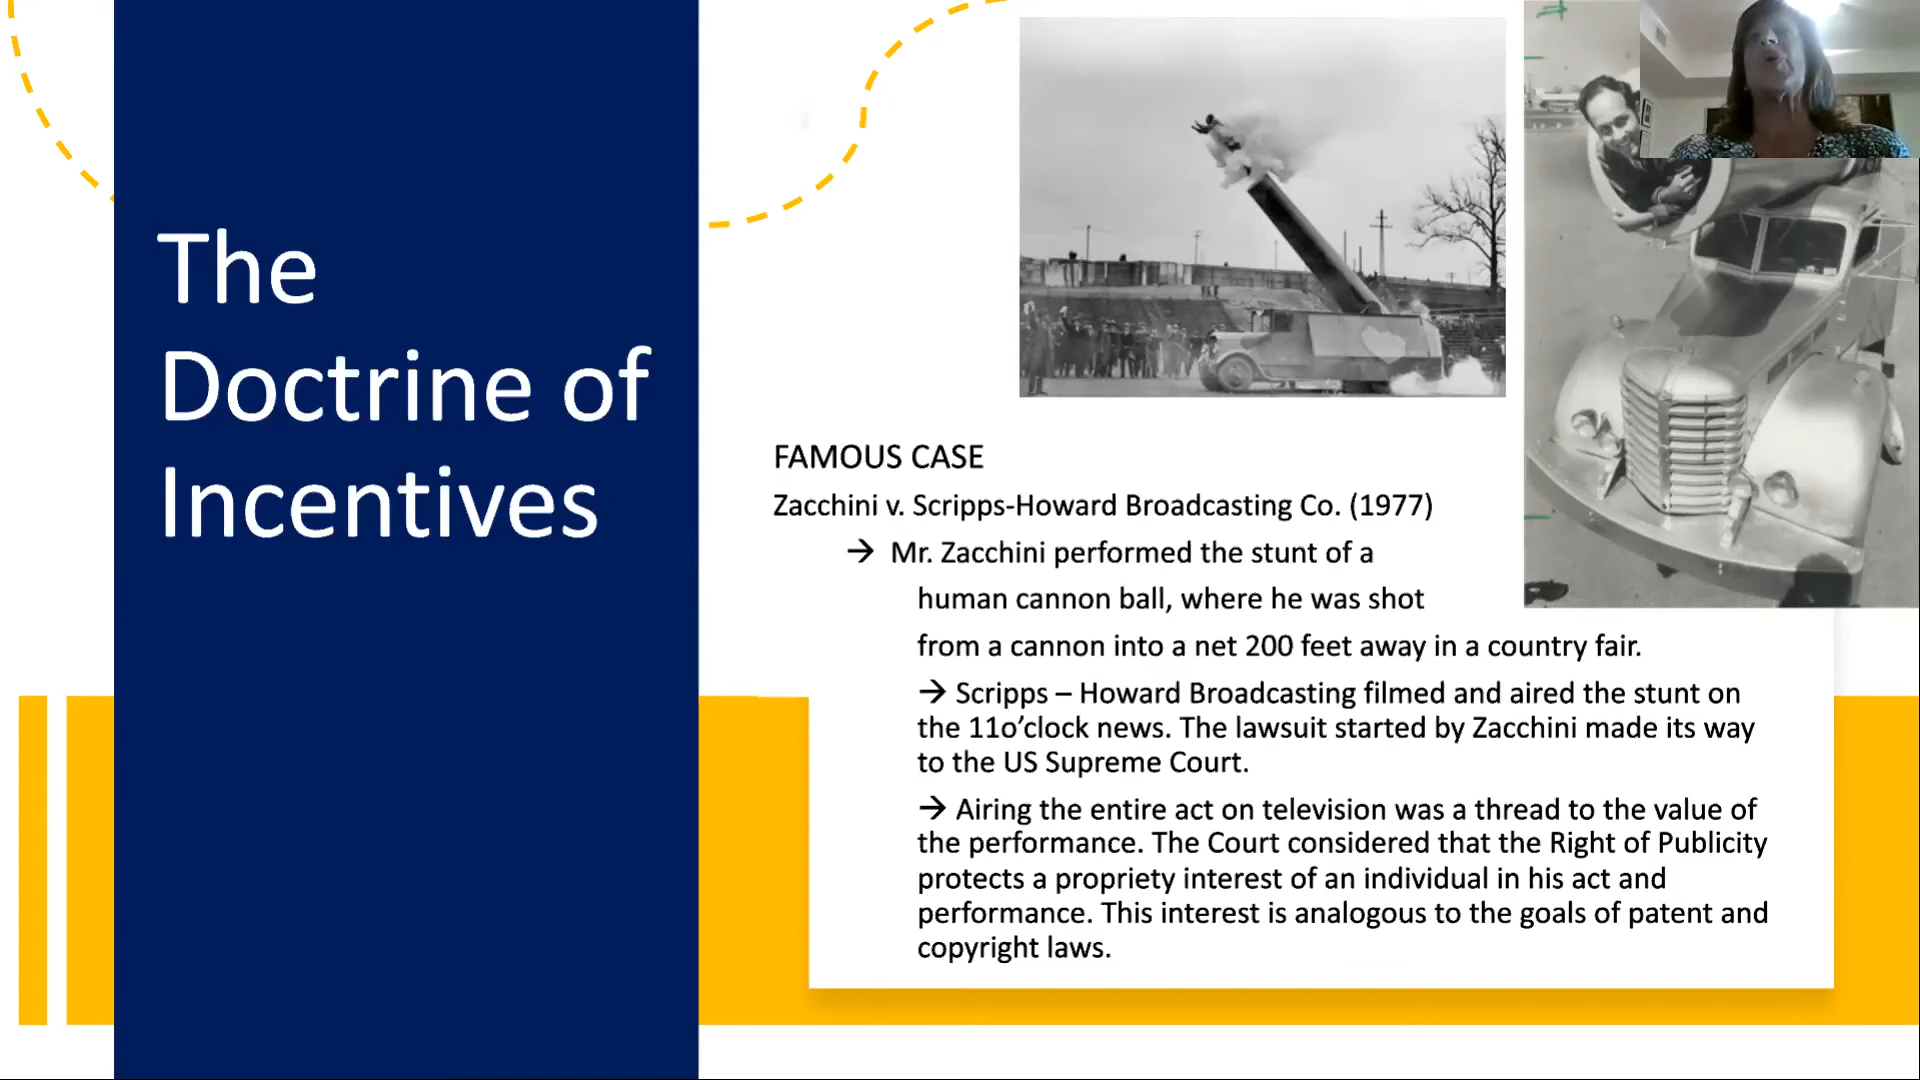 The
Doctrine of
Incentives
FAMOUS CASE
Zacchini v. Scripps-Howard Broadcasting Co. (1977)
→ Mr. Zacchini performed the stunt of a
human cannon ball, where he was shot
from a cannon into a net 200 feet away in a country fair.
→ Scripps – Howard Broadcasting filmed and aired the stunt on
the 11o’clock news. The lawsuit started by Zacchini made its way
to the US Supreme Court.
→ Airing the entire act on television was a thread to the value of
the performance. The Court considered that the Right of Publicity
protects a propriety interest of an individual in his act and
performance. This interest is analogous to the goals of patent and
copyright laws.